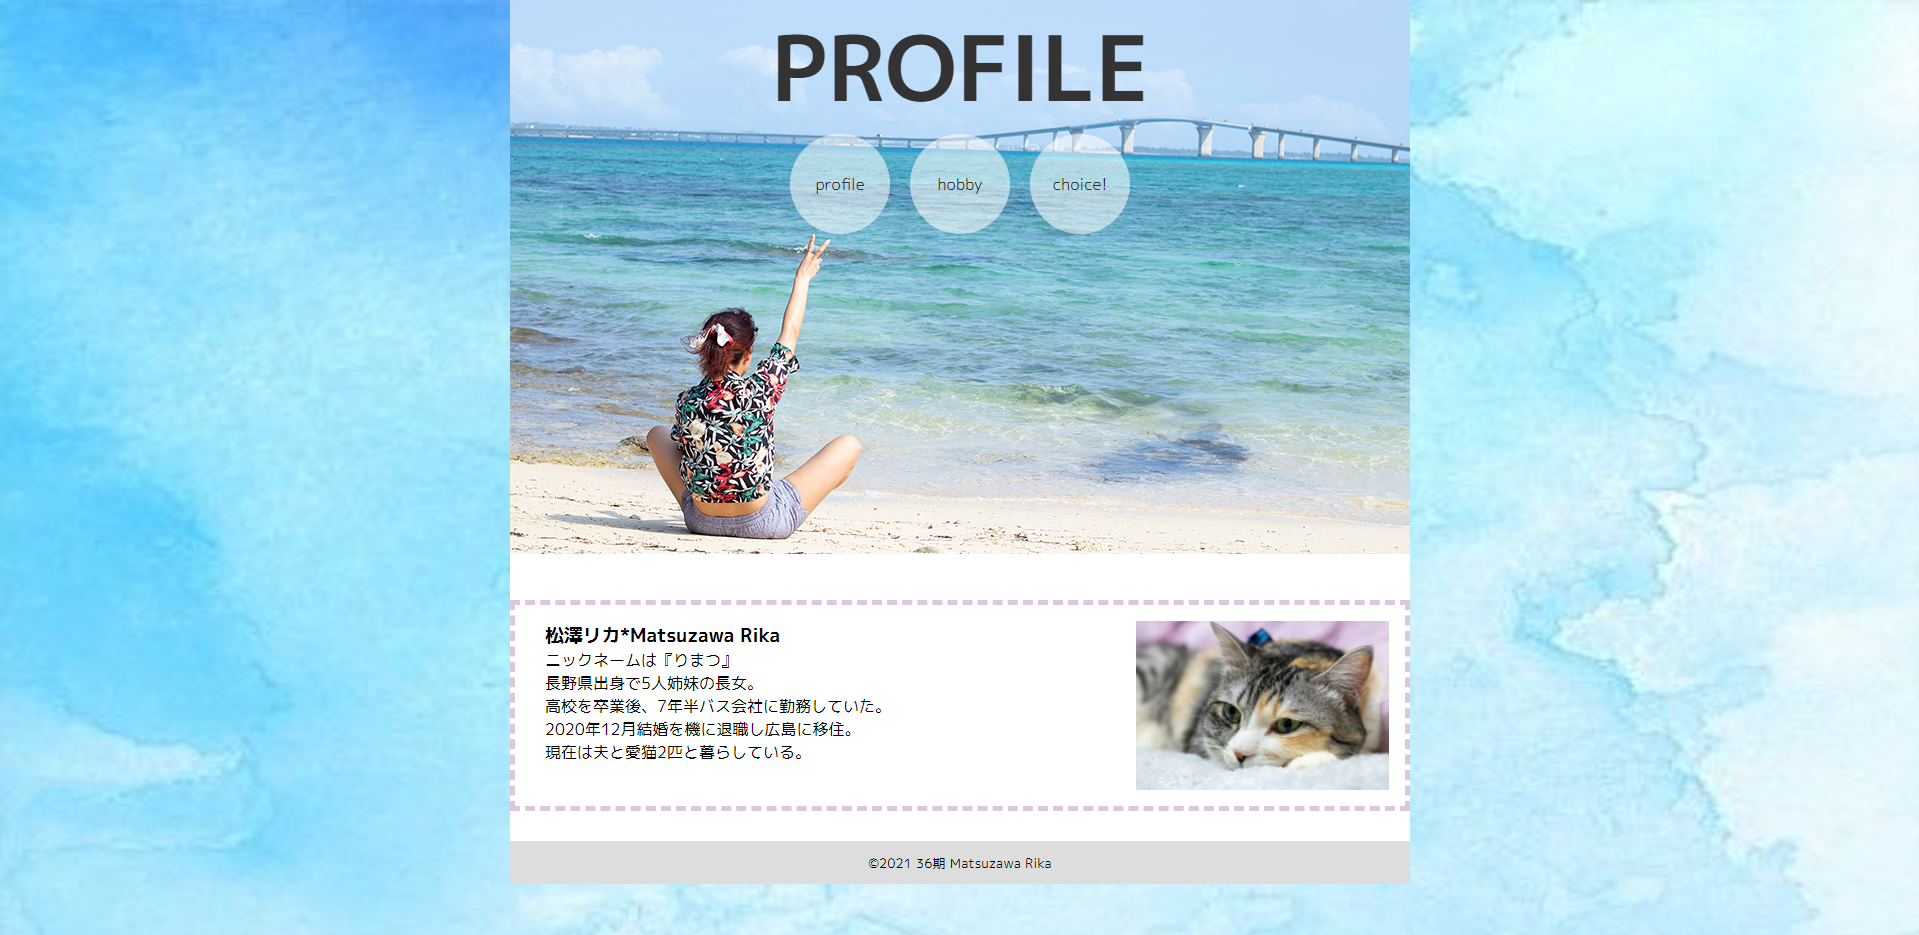 PROFILE
profile
hobby
choice!
松澤リカ*Matsuzawa Rika
ニックネームは『りまつ』
長野県出身で5人姉妹の長女。
高校を卒業後、7年半バス会社に勤務していた。
2020年12月結婚を機に退職し広島に移住。
現在は夫と愛猫2匹と暮らしている。
©2021 36期 Matsuzawa Rika